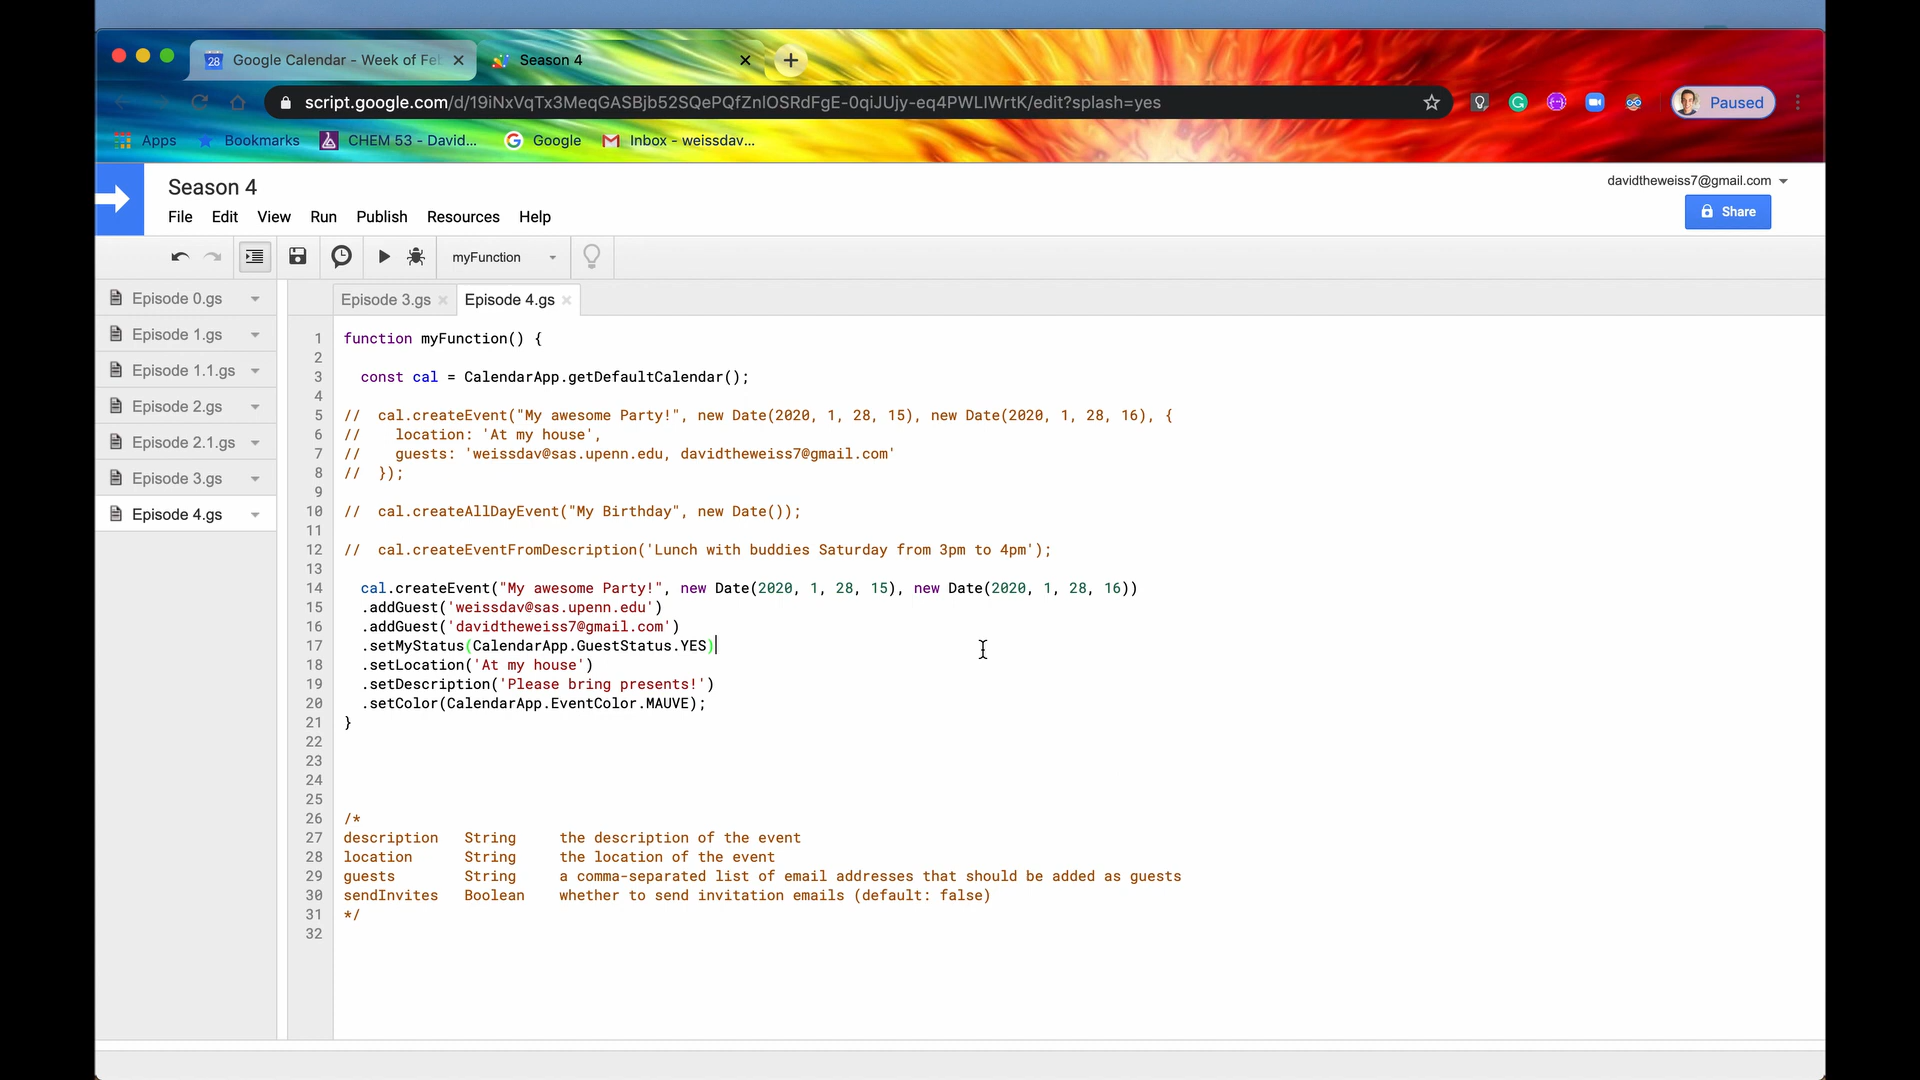 28 Google Calendar - Week of Fe
Season 4
script.google.com/d/19iNxVqTx3MeqGASBjb52SQePQfZnlOSRdFgE-0qiJUjy-eq4PWLIWrtK/edit?splash=yes
Paused
Apps Bookmarks CHEM 53 - David... Google Inbox - weissdav...
Season 4
davidtheweiss7@gmail.com
File Edit View Run Publish Resources Help
Share
myFunction
Episode 0.gs
Episode 1.gs
Episode 1.1.gs
Episode 2.gs
Episode 2.1.gs
Episode 3.gs
Episode 4.gs
Episode 3.gs Episode 4.gs
1 function myFunction() {
2
3 const cal = CalendarApp.getDefaultCalendar();
4
5 // cal.createEvent("My awesome Party!", new Date(2020, 1, 28, 15), new Date(2020, 1, 28, 16), {
6 // location: 'At my house',
7 // guests: 'weissdav@sas.upenn.edu, davidtheweiss7@gmail.com'
8 // });
9
10 // cal.createAllDayEvent("My Birthday", new Date());
11
12 // cal.createEventFromDescription('Lunch with buddies Saturday from 3pm to 4pm');
13
14 cal.createEvent("My awesome Party!", new Date(2020, 1, 28, 15), new Date(2020, 1, 28, 16))
15 .addGuest('weissdav@sas.upenn.edu')
16 .addGuest('davidtheweiss7@gmail.com')
17 .setMyStatus(CalendarApp.GuestStatus.YES)
18 .setLocation('At my house')
19 .setDescription('Please bring presents!')
20 .setColor(CalendarApp.EventColor.MAUVE);
21 }
22
23
24
25
26 /*
27 description String the description of the event
28 location String the location of the event
29 guests String a comma-separated list of email addresses that should be added as guests
30 sendInvites Boolean whether to send invitation emails (default: false)
31 */
32